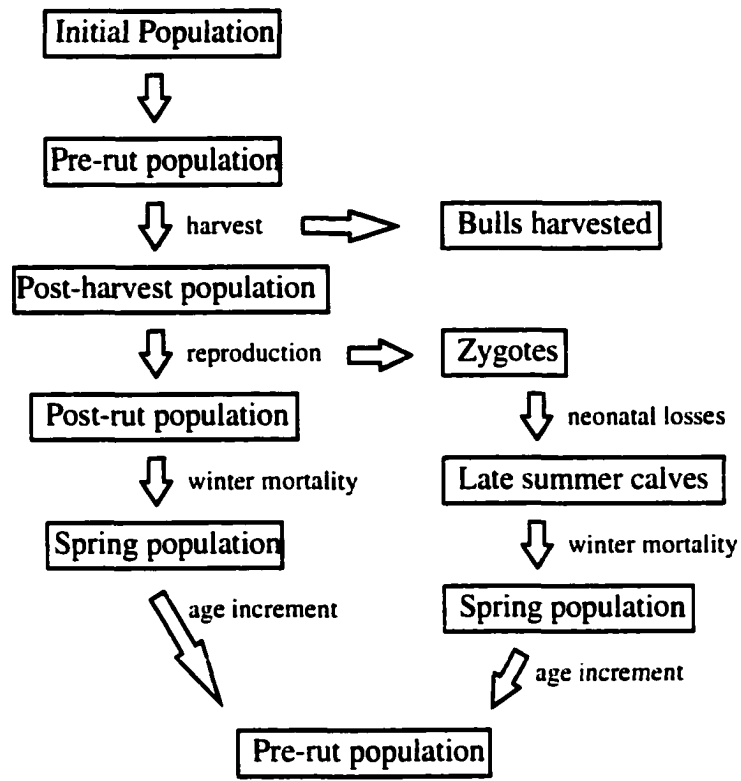 Initial Population
Pre-rut population
harvest
Bulls harvested
Post-harvest population
reproduction
Zygotes
Post-rut population
neonatal losses
winter mortality
Late summer calves
Spring population
winter mortality
age increment
Spring population
age increment
Pre-rut population